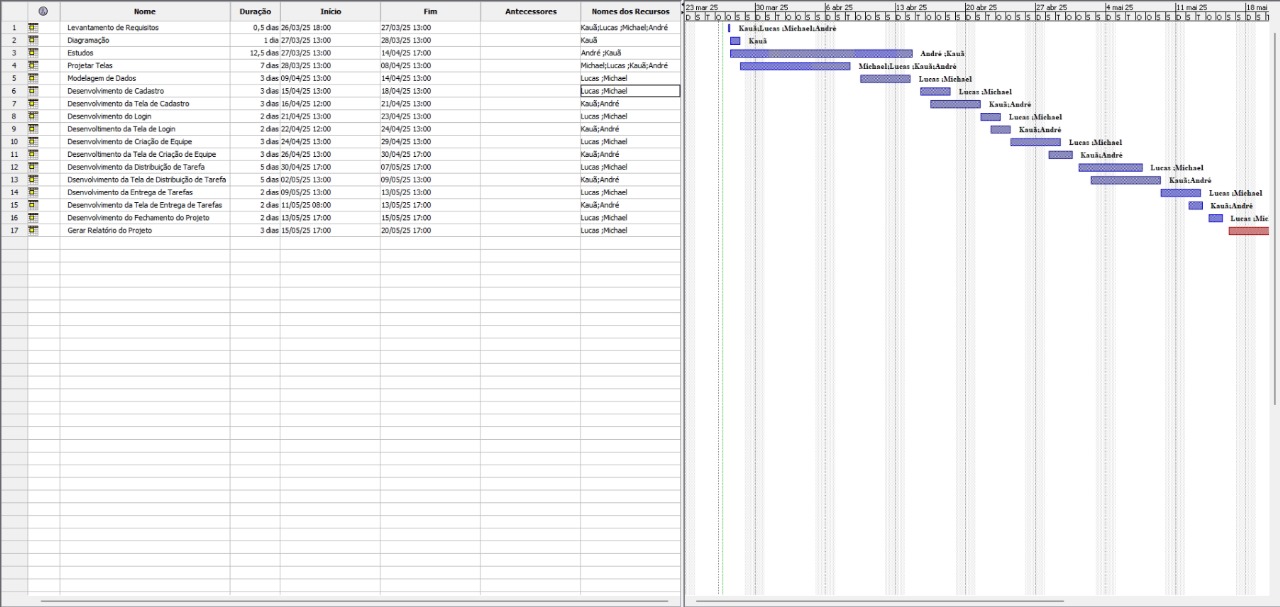 Nome Duração Início Fim Antecessores Nomes dos Recursos
1 Levantamento de Requisitos 0,5 dias 26/03/25 18:00 27/03/25 13:00 Kauã;Lucas ;Michael;André
2 Diagramação 1 dia 27/03/25 13:00 28/03/25 13:00 Kauã
3 Estudos 12,5 dias 27/03/25 13:00 14/04/25 17:00 André ;Kauã
4 Projetar Telas 7 dias 28/03/25 13:00 08/04/25 13:00 Michael;Lucas ;Kauã;André
5 Modelagem de Dados 3 dias 09/04/25 13:00 14/04/25 13:00 Lucas ;Michael
6 Desenvolvimento de Cadastro 3 dias 15/04/25 13:00 18/04/25 13:00 Lucas ;Michael
7 Desenvolvimento da Tela de Cadastro 3 dias 16/04/25 12:00 21/04/25 13:00 Kauã;André
8 Desenvolvimento do Login 2 dias 21/04/25 13:00 23/04/25 13:00 Lucas ;Michael
9 Desenvoltimento da Tela de Login 2 dias 22/04/25 12:00 24/04/25 13:00 Kauã;André
10 Desenvolvimento da Criação de Equipe 3 dias 24/04/25 13:00 29/04/25 13:00 Lucas ;Michael
11 Desenvoltimento da Tela de Criação de Equipe 3 dias 26/04/25 13:00 30/04/25 17:00 Kauã;André
12 Desenvolvimento da Distribuição de Tarefa 5 dias 30/04/25 17:00 07/05/25 17:00 Lucas ;Michael
13 Dsenvolvimento da Tela de Distribuição de Tarefa 5 dias 02/05/25 13:00 09/05/25 13:00 Kauã;André
14 Dsenvolvimento da Entrega de Tarefas 2 dias 09/05/25 13:00 13/05/25 13:00 Lucas ;Michael
15 Desenvolvimento da Tela de Entrega de Tarefas 2 dias 11/05/25 08:00 13/05/25 17:00 Kauã;André
16 Desenvolvimento do Fechamento do Projeto 2 dias 13/05/25 17:00 15/05/25 17:00 Lucas ;Michael
17 Gerar Relatório do Projeto 3 dias 15/05/25 17:00 20/05/25 17:00 Lucas ;Michael
23 mar 25 30 mar 25 6 abr 25 13 abr 25 20 abr 25 27 abr 25 4 mai 25 11 mai 25 18 mai
Kauã;Lucas ;Michael;André
Kauã
André ;Kauã
Michael;Lucas ;Kauã;André
Lucas ;Michael
Lucas ;Michael
Kauã;André
Lucas ;Michael
Kauã;André
Lucas ;Michael
Kauã;André
Lucas ;Michael
Kauã;André
Lucas ;Michael
Kauã;André
Lucas ;Mic